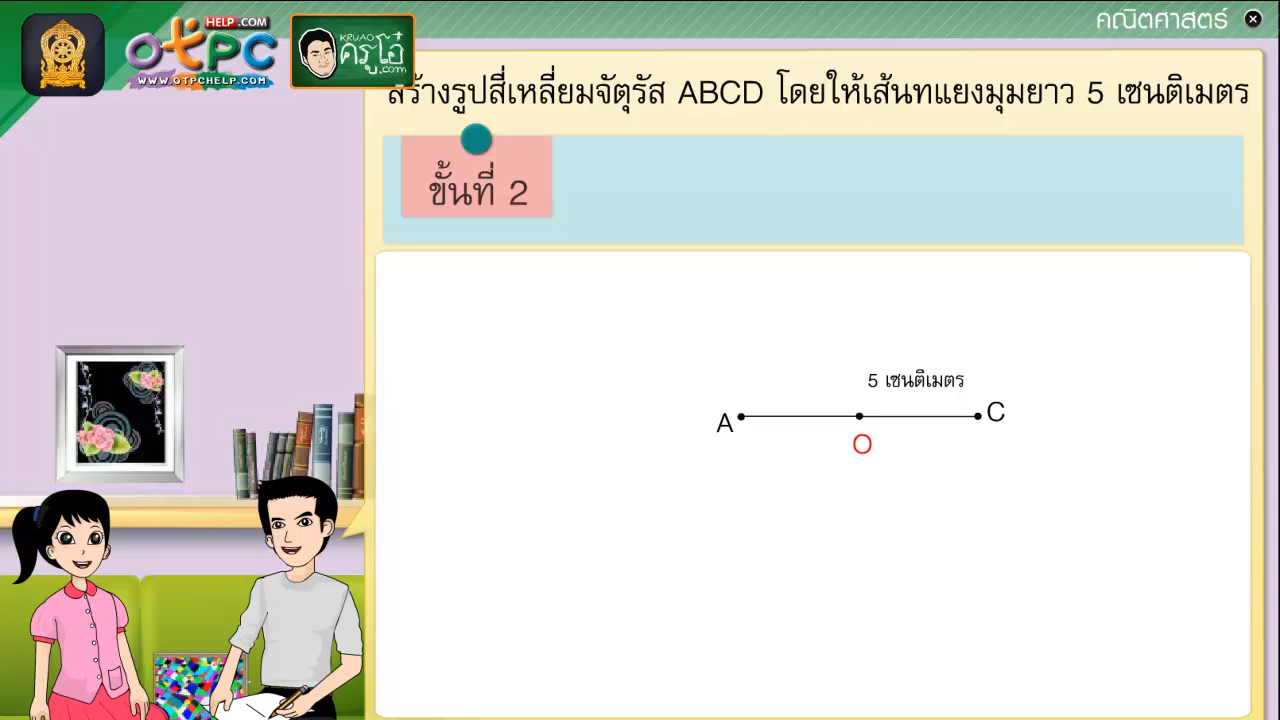 คณิตศาสตร์
OTPC HELP.COM
WWW.OTPCHELP.COM
KRUAO
ครูโอ
.com
สร้างรูปสี่เหลี่ยมจัตุรัส ABCD โดยให้เส้นทแยงมุมยาว 5 เซนติเมตร
ขั้นที่ 2
5 เซนติเมตร
A
C
O